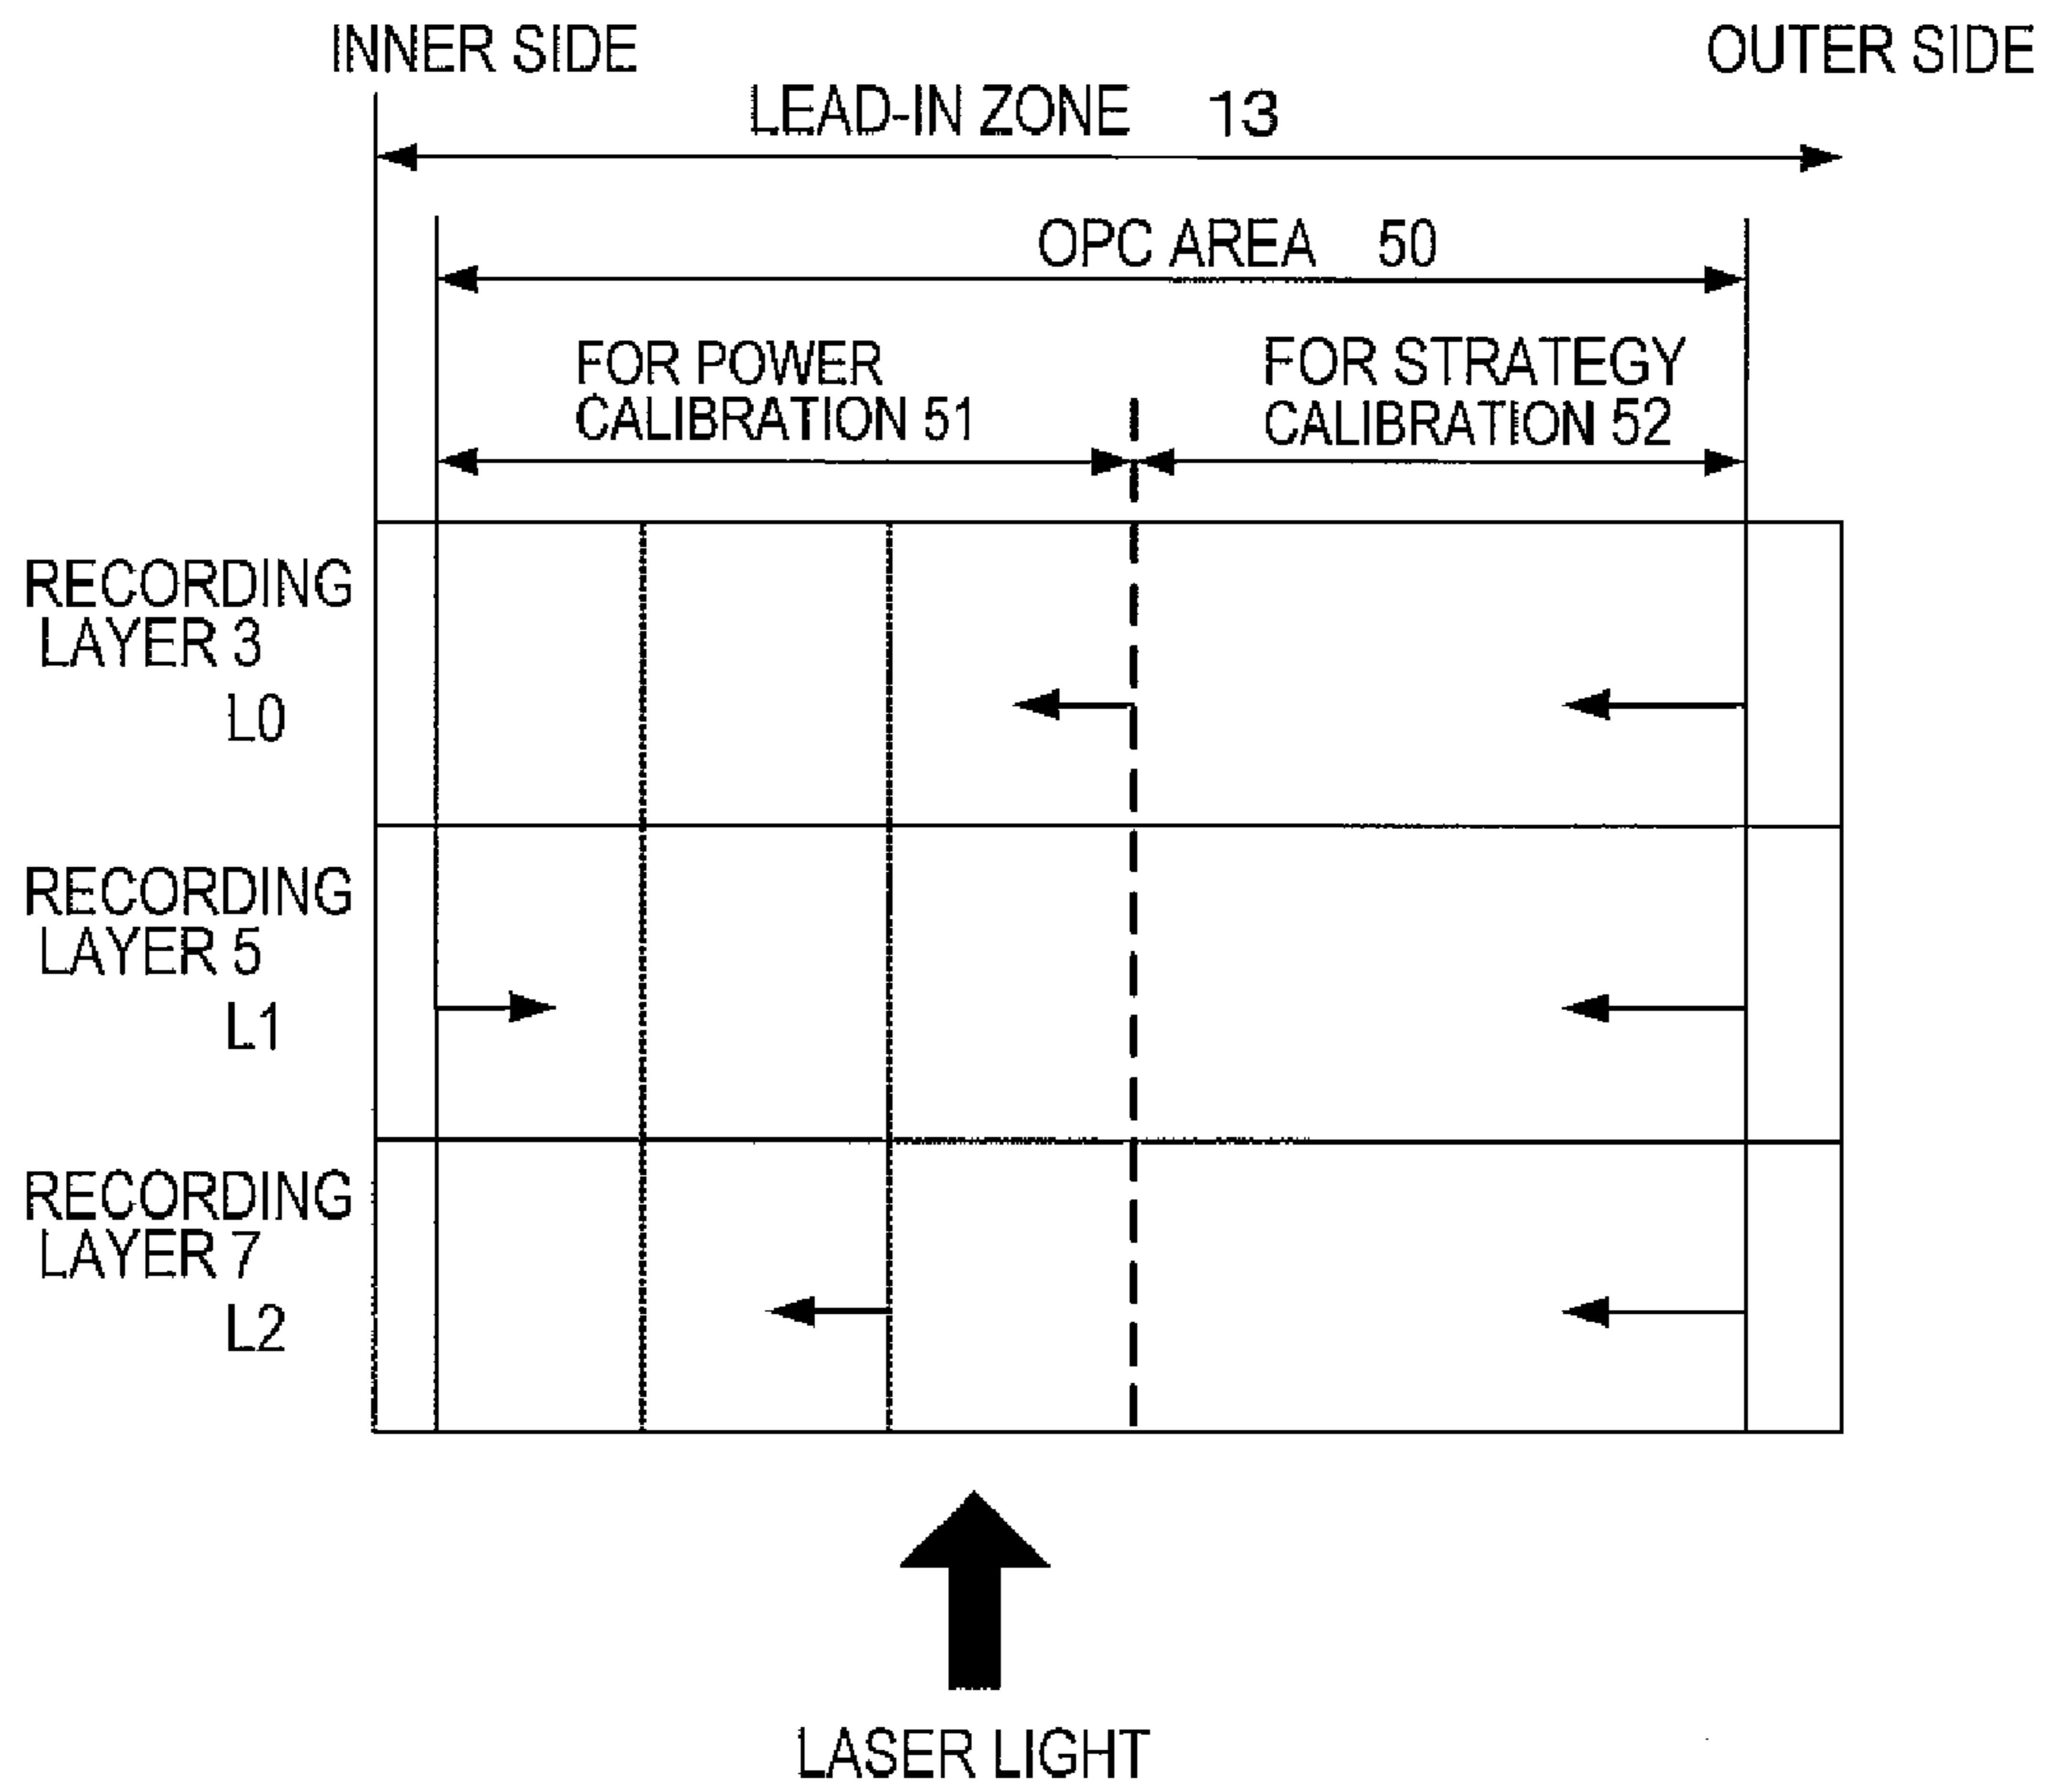 INNER SIDE
OUTER SIDE
LEAD-IN ZONE 13
OPC AREA 50
FOR POWER
CALIBRATION 51
FOR STRATEGY
CALIBRATION 52
RECORDING
LAYER 3
L0
RECORDING
LAYER 5
L1
RECORDING
LAYER 7
L2
LASER LIGHT